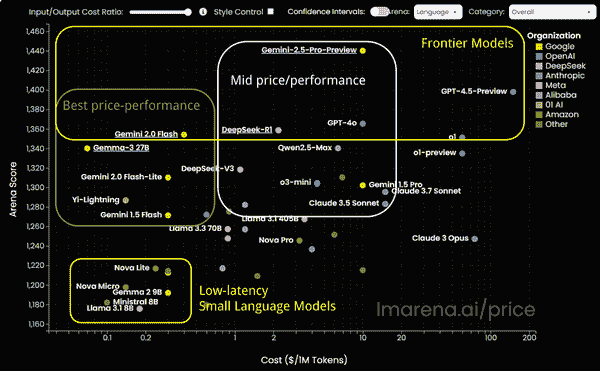 Input/Output Cost Ratio:
Style Control
Confidence Intervals:
Arena:
Language
Category:
Overall
1,460
1,440
1,420
1,400
1,380
1,360
1,340
1,320
1,300
1,280
1,260
1,240
1,220
1,200
1,180
1,160
Arena Score
Frontier Models
Gemini-2.5-Pro-Preview
Mid price/performance
GPT-4.5-Preview
Best price-performance
Gemini 2.0 Flash
DeepSeek-R1
GPT-4o
o1
Gemma-3 27B
Qwen2.5-Max
o1-preview
DeepSeek-V3
Gemini 2.0 Flash-Lite
o3-mini
Gemini 1.5 Pro
Claude 3.7 Sonnet
Yi-Lightning
Claude 3.5 Sonnet
Gemini 1.5 Flash
Llama 3.1 405B
Llama 3.3 70B
Nova Pro
Claude 3 Opus
Nova Lite
Nova Micro
Gemma 2 9B
Ministral 8B
Llama 3.1 8B
Low-latency
Small Language Models
lmarena.ai/price
0.1
0.2
1
2
10
20
100
200
Cost ($/1M Tokens)
Organization
Google
OpenAI
DeepSeek
Anthropic
Meta
Alibaba
01 AI
Amazon
Other